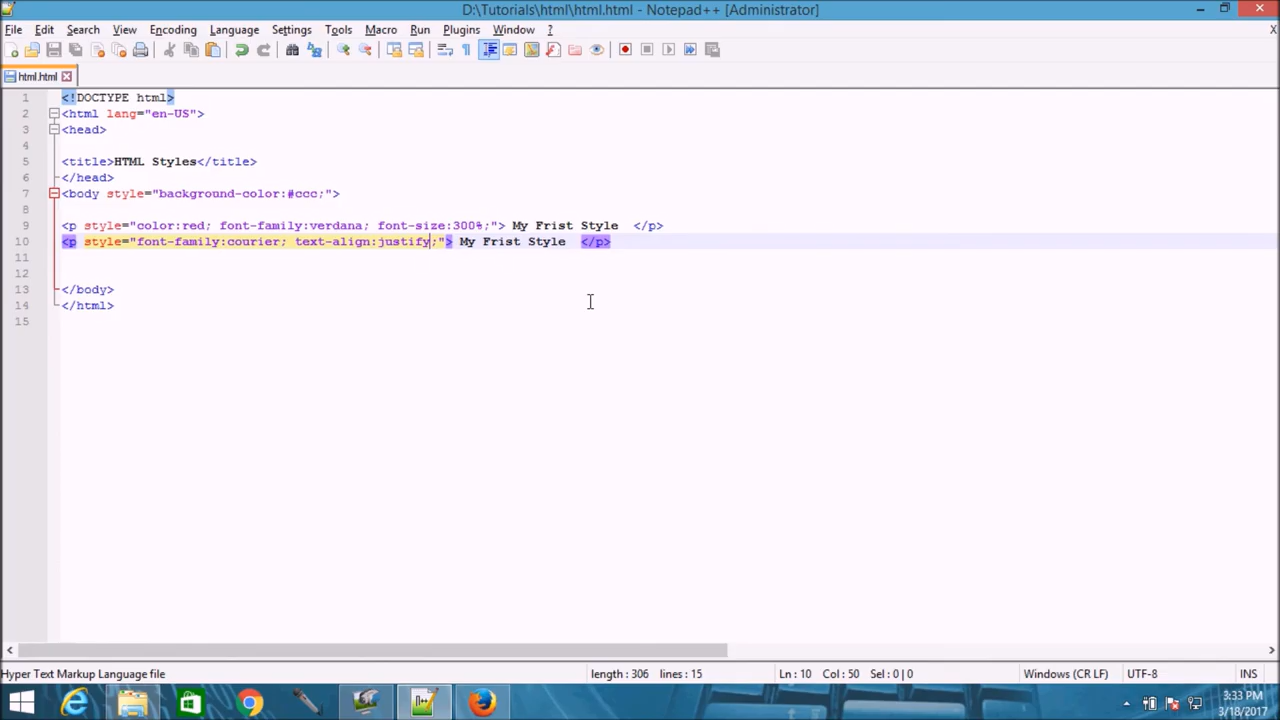 D:\Tutorials\html\html.html - Notepad++ [Administrator]
File Edit Search View Encoding Language Settings Tools Macro Run Plugins Window ? X
html.html
1 <!DOCTYPE html>
2 <html lang="en-US">
3 <head>
4
5 <title>HTML Styles</title>
6 </head>
7 <body style="background-color:#ccc;">
8
9 <p style="color:red; font-family:verdana; font-size:300%;"> My Frist Style </p>
10 <p style="font-family:courier; text-align:justify;"> My Frist Style </p>
11
12
13 </body>
14 </html>
15
Hyper Text Markup Language file length : 306 lines : 15 Ln : 10 Col : 50 Sel : 0 | 0 Windows (CR LF) UTF-8 INS
3:33 PM
3/18/2017